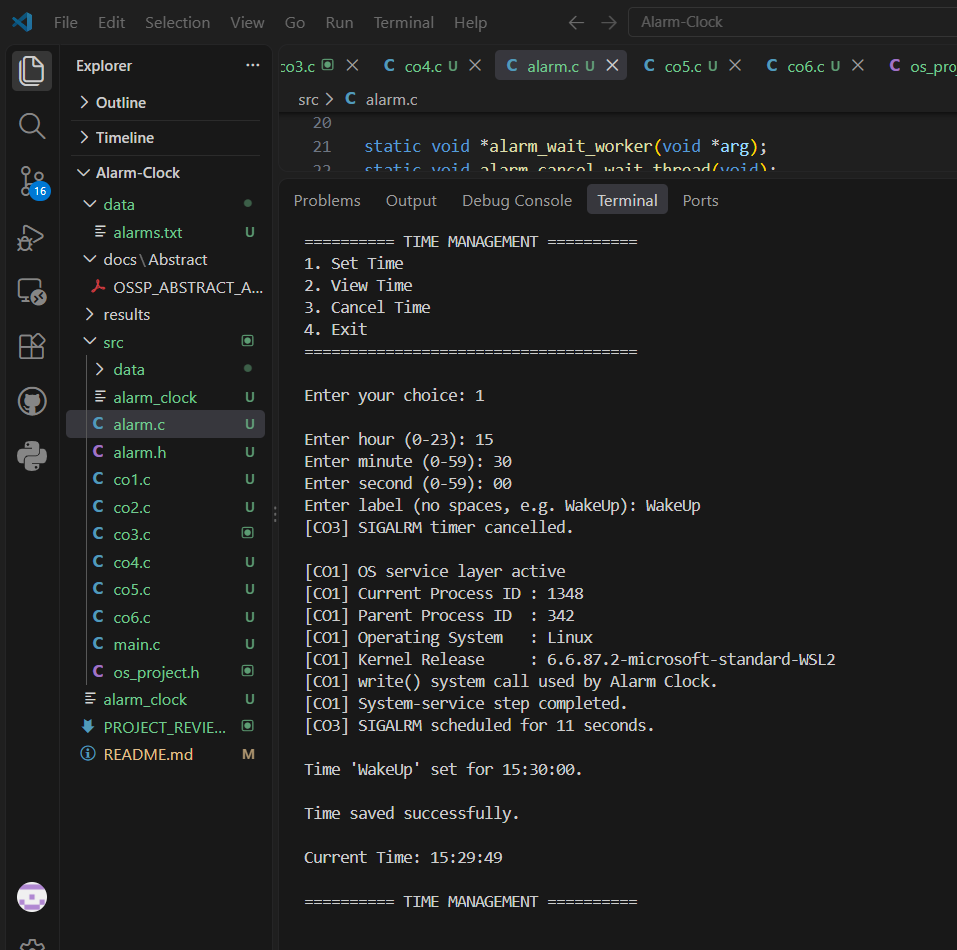 File Edit Selection View Go Run Terminal Help
Alarm-Clock
Explorer
co3.c
co4.c U
alarm.c U
co5.c U
co6.c U
os_proj
src > alarm.c
Outline
Timeline
Alarm-Clock
data
alarms.txt U
docs\Abstract
OSSP_ABSTRACT_A...
results
src
data
alarm_clock U
alarm.c U
alarm.h U
co1.c U
co2.c U
co3.c
co4.c U
co5.c U
co6.c U
main.c U
os_project.h
alarm_clock U
PROJECT_REVIE...
README.md M
16
20
21 static void *alarm_wait_worker(void *arg);
22 static void alarm_cancel_wait_thread(void);
Problems Output Debug Console Terminal Ports
========== TIME MANAGEMENT ==========
1. Set Time
2. View Time
3. Cancel Time
4. Exit
=====================================
Enter your choice: 1
Enter hour (0-23): 15
Enter minute (0-59): 30
Enter second (0-59): 00
Enter label (no spaces, e.g. WakeUp): WakeUp
[CO3] SIGALRM timer cancelled.
[CO1] OS service layer active
[CO1] Current Process ID : 1348
[CO1] Parent Process ID  : 342
[CO1] Operating System   : Linux
[CO1] Kernel Release     : 6.6.87.2-microsoft-standard-WSL2
[CO1] write() system call used by Alarm Clock.
[CO1] System-service step completed.
[CO3] SIGALRM scheduled for 11 seconds.
Time 'WakeUp' set for 15:30:00.
Time saved successfully.
Current Time: 15:29:49
========== TIME MANAGEMENT ==========